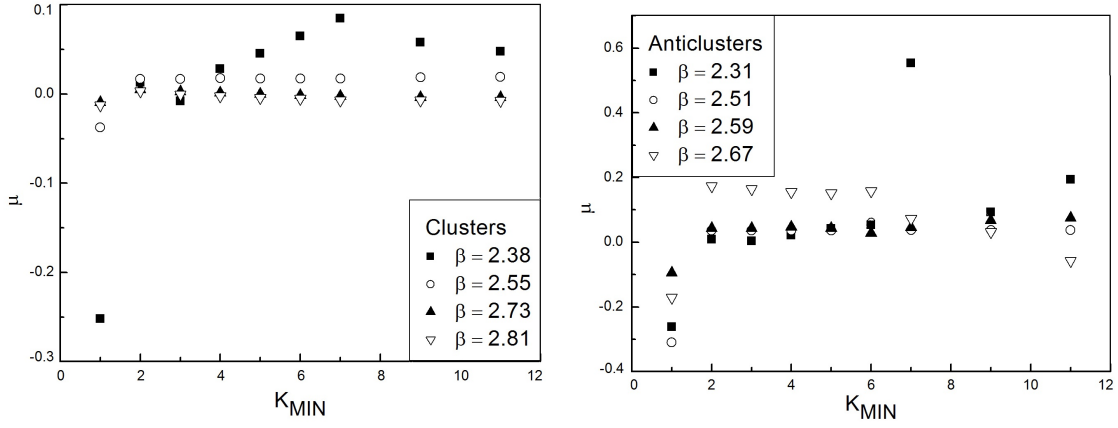 0.1
0.0
-0.1
-0.2
-0.3
μ
0 2 4 6 8 10 12
K_MIN
Clusters
■ β = 2.38
○ β = 2.55
▲ β = 2.73
▽ β = 2.81
0.6
0.4
0.2
0.0
-0.2
-0.4
μ
0 2 4 6 8 10 12
K_MIN
Anticlusters
■ β = 2.31
○ β = 2.51
▲ β = 2.59
▽ β = 2.67